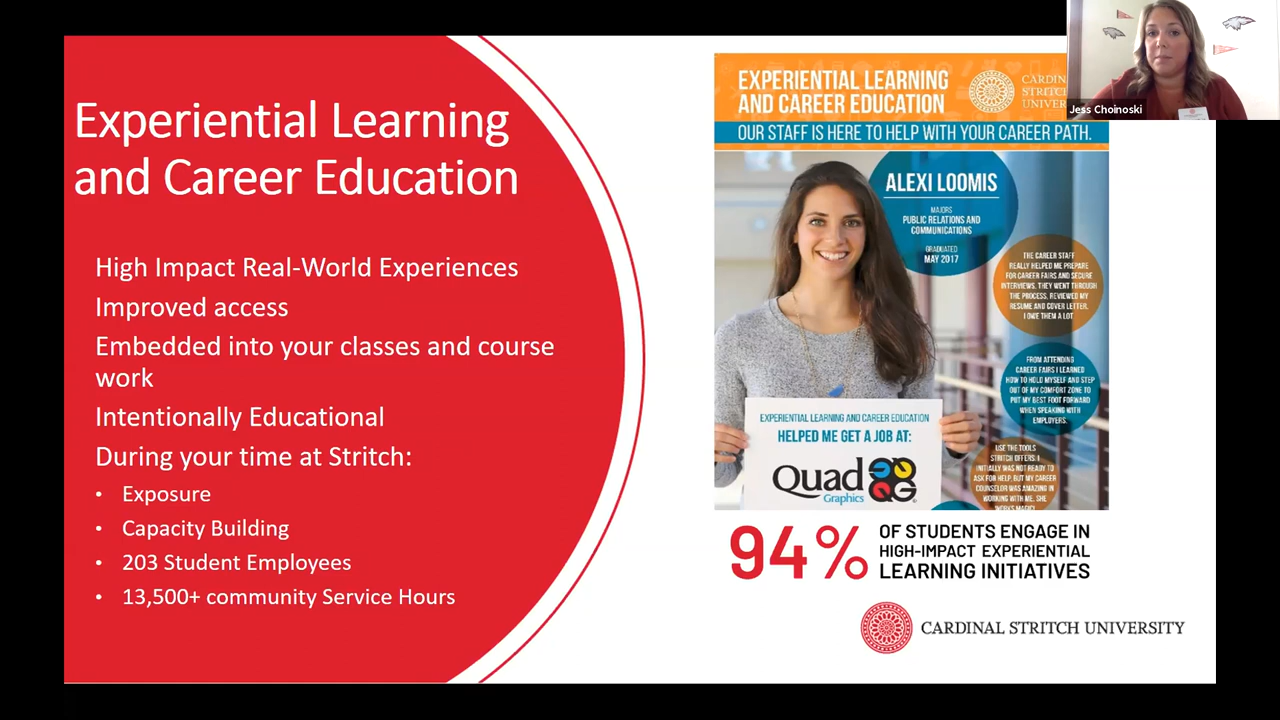 Experiential Learning
and Career Education
High Impact Real-World Experiences
Improved access
Embedded into your classes and course
work
Intentionally Educational
During your time at Stritch:
• Exposure
• Capacity Building
• 203 Student Employees
• 13,500+ community Service Hours
EXPERIENTIAL LEARNING
AND CAREER EDUCATION
CARDINAL
STRITCH
UNIVERSITY
OUR STAFF IS HERE TO HELP WITH YOUR CAREER PATH.
ALEXI LOOMIS
MAJORS
PUBLIC RELATIONS AND
COMMUNICATIONS
GRADUATED
MAY 2017
THE CAREER STAFF
REALLY HELPED ME PREPARE
FOR CAREER FAIRS AND SECURE
INTERVIEWS. THEY WENT THROUGH
THE PROCESS, REVIEWED MY
RESUME AND COVER LETTER.
I OWE THEM A LOT.
FROM ATTENDING
CAREER FAIRS I LEARNED
HOW TO HOLD MYSELF AND STEP
OUT OF MY COMFORT ZONE TO
PUT MY BEST FOOT FORWARD
WHEN SPEAKING WITH
EMPLOYERS.
USE THE TOOLS
STRITCH OFFERS. I
INITIALLY WAS NOT READY TO
ASK FOR HELP, BUT MY CAREER
COUNSELOR WAS AMAZING IN
WORKING WITH ME. SHE
WORKS MAGIC!
EXPERIENTIAL LEARNING AND CAREER EDUCATION
HELPED ME GET A JOB AT:
Quad
Graphics
94% OF STUDENTS ENGAGE IN
HIGH-IMPACT EXPERIENTIAL
LEARNING INITIATIVES
CARDINAL STRITCH UNIVERSITY
Jess Choinoski